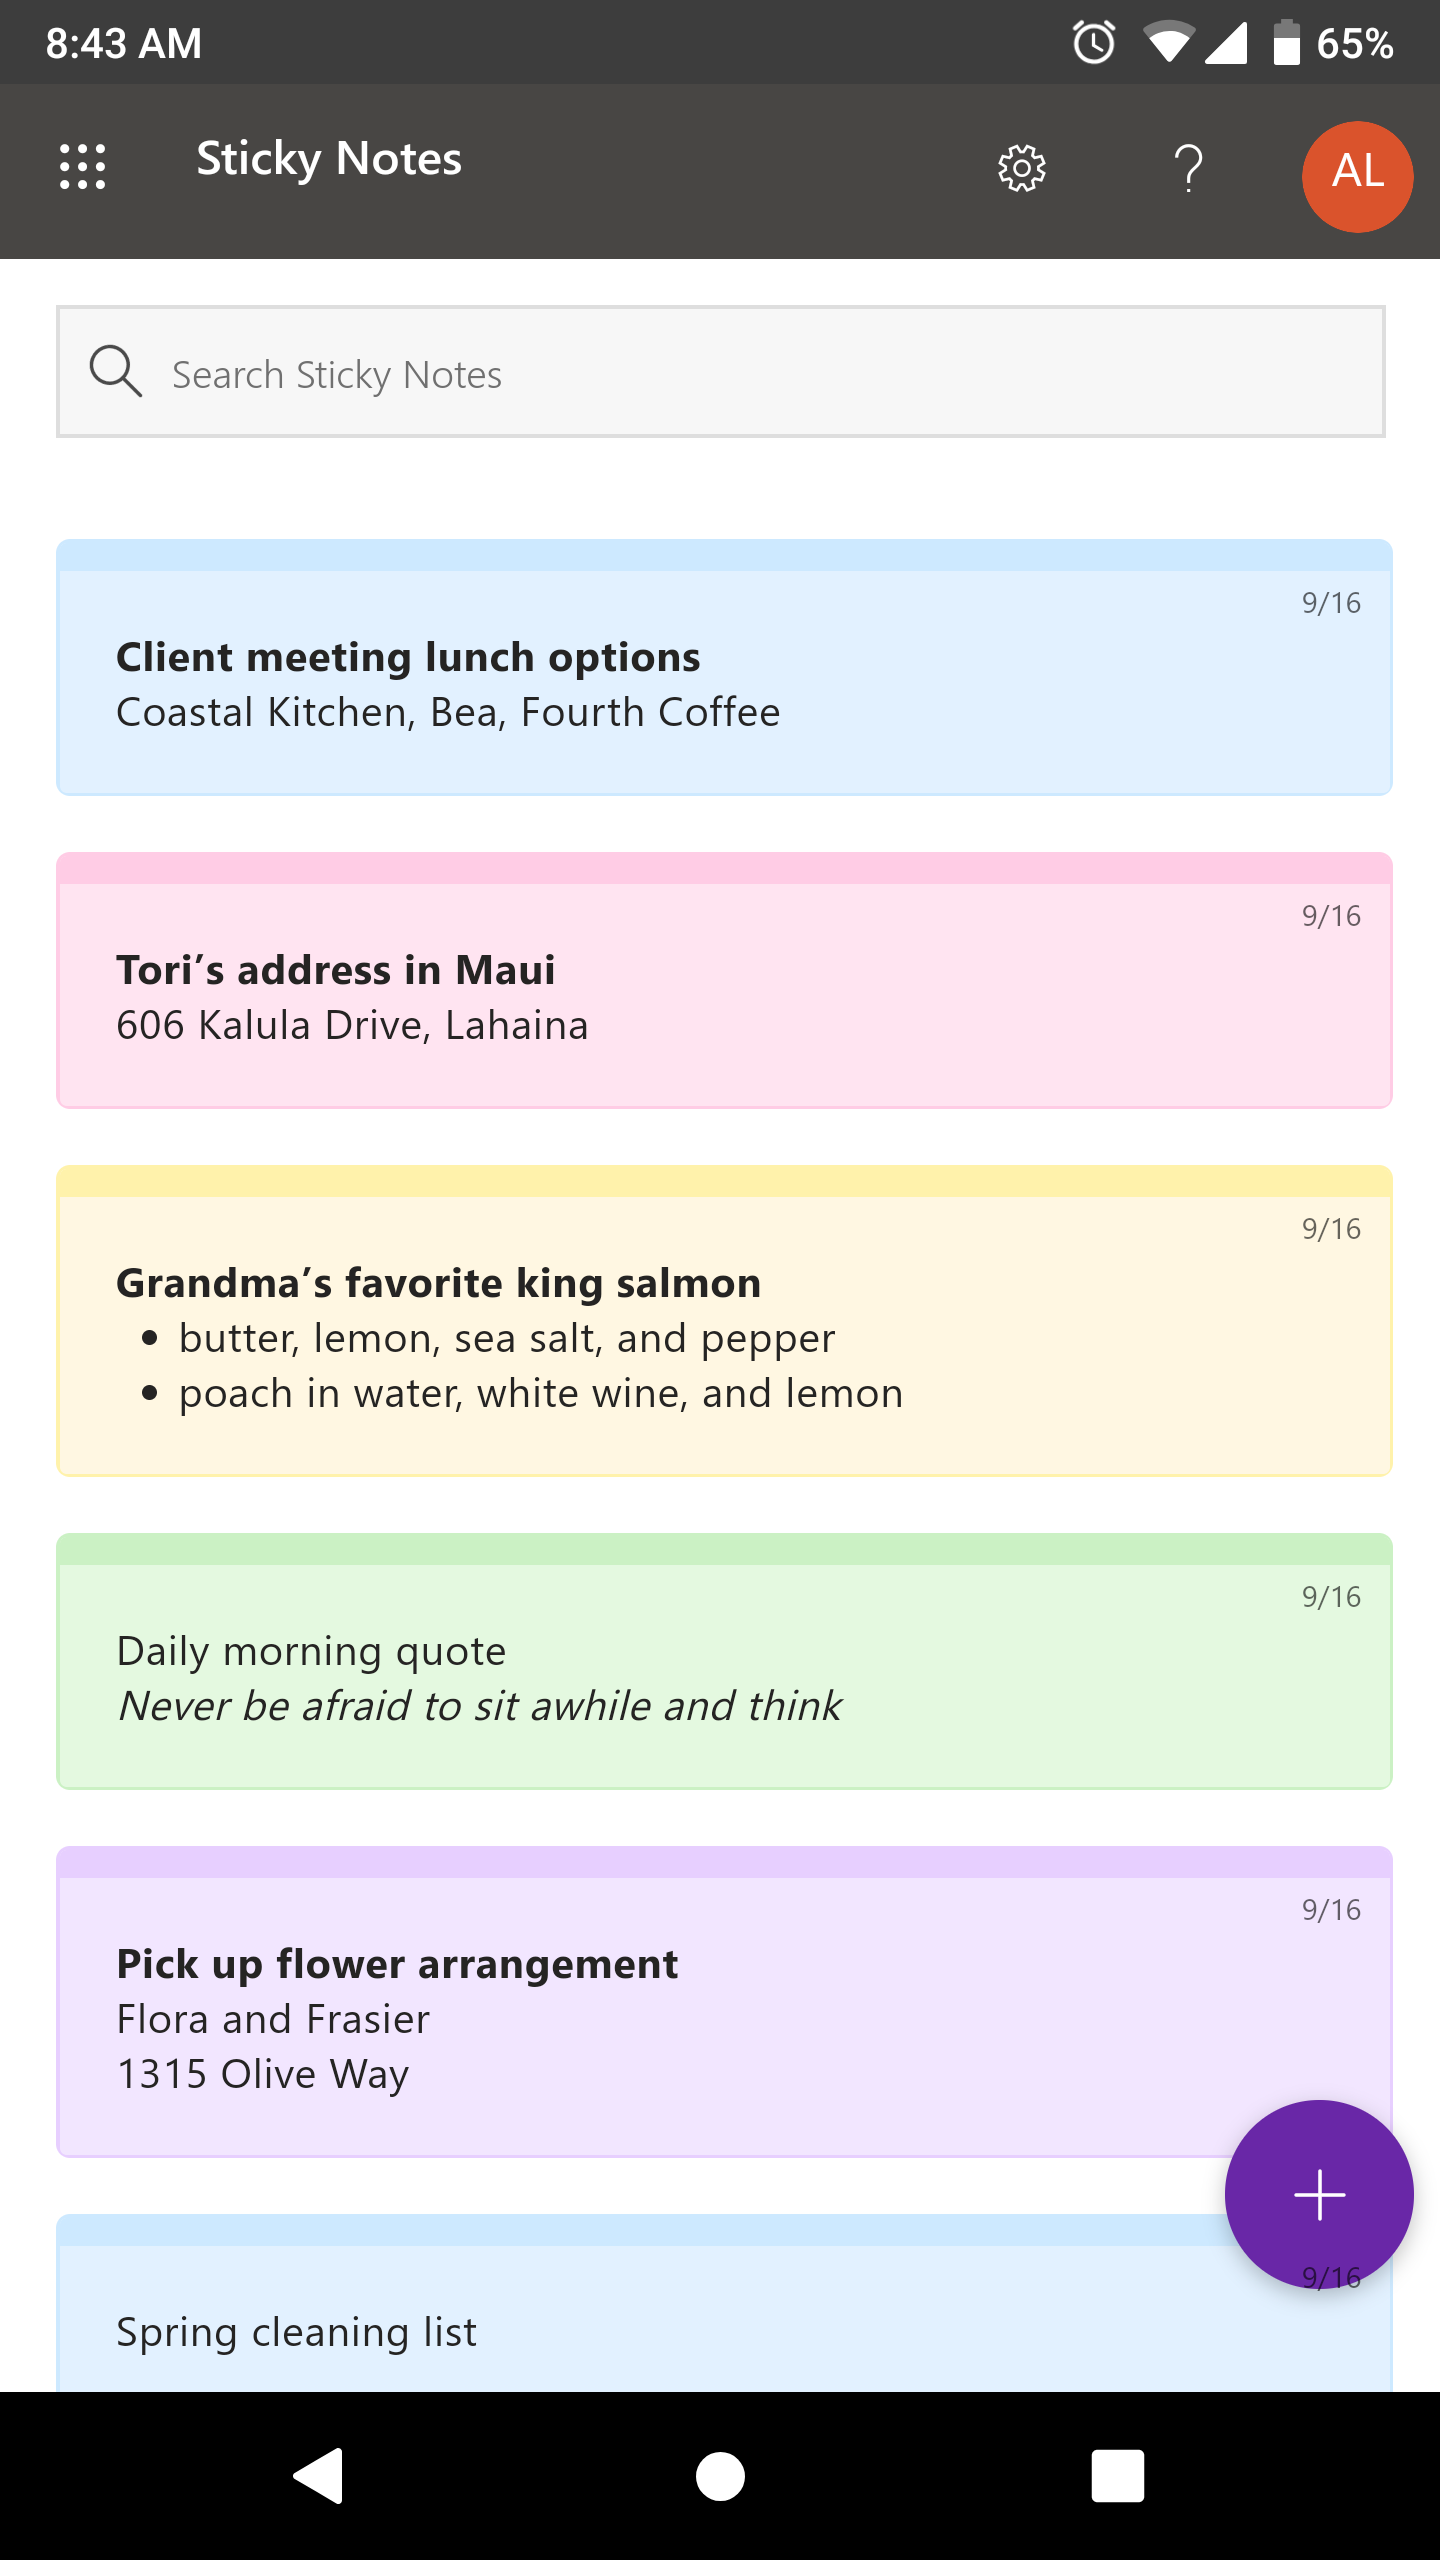 8:43 AM
65%
Sticky Notes
AL
Search Sticky Notes
9/16
Client meeting lunch options
Coastal Kitchen, Bea, Fourth Coffee
9/16
Tori’s address in Maui
606 Kalula Drive, Lahaina
9/16
Grandma’s favorite king salmon
• butter, lemon, sea salt, and pepper
• poach in water, white wine, and lemon
9/16
Daily morning quote
Never be afraid to sit awhile and think
9/16
Pick up flower arrangement
Flora and Frasier
1315 Olive Way
9/16
Spring cleaning list